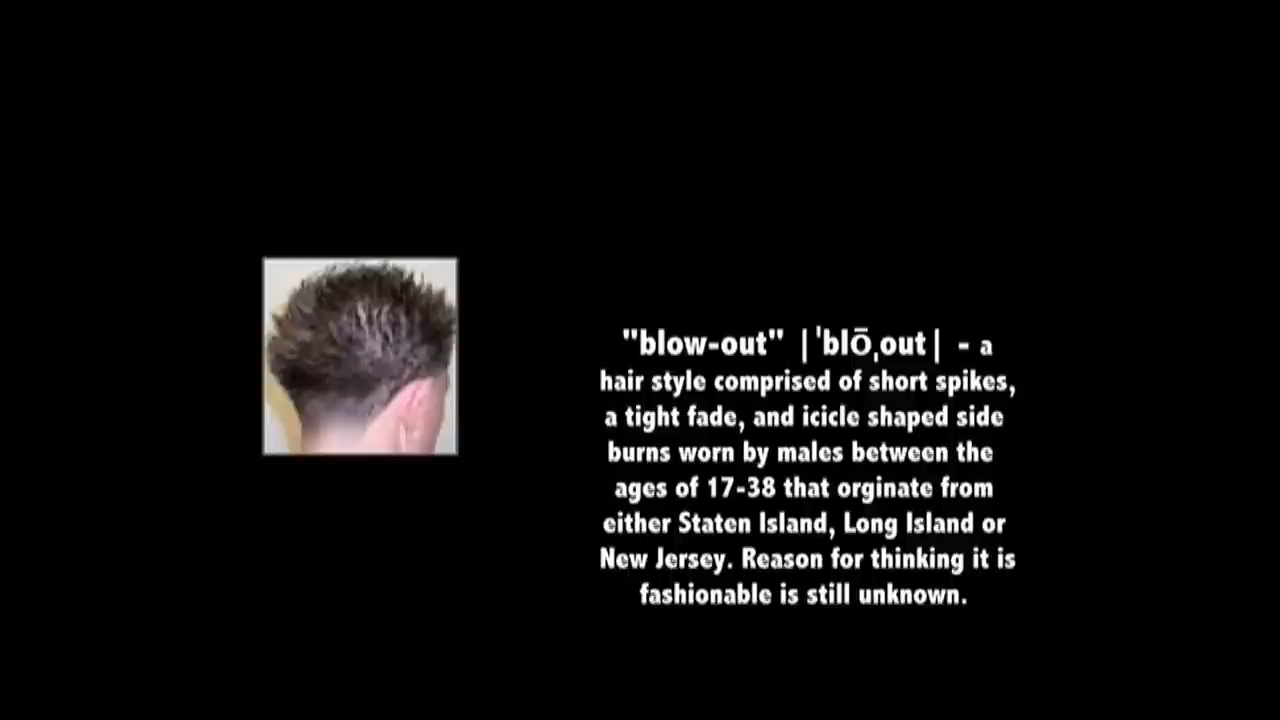 "blow-out" |ˈblōˌout| - a
hair style comprised of short spikes,
a tight fade, and icicle shaped side
burns worn by males between the
ages of 17-38 that orginate from
either Staten Island, Long Island or
New Jersey. Reason for thinking it is
fashionable is still unknown.